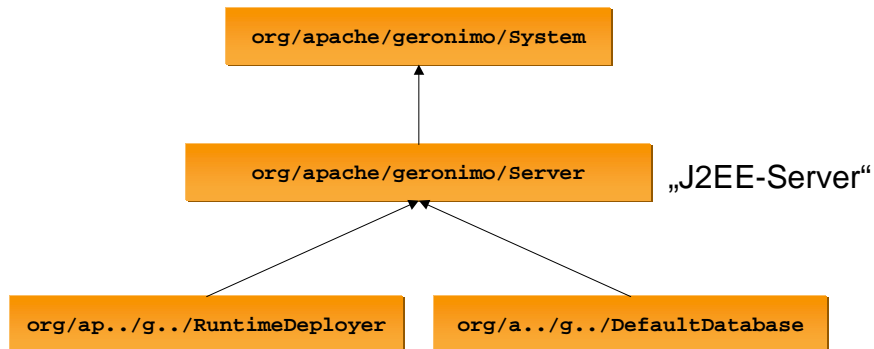 org/apache/geronimo/System
org/apache/geronimo/Server
„J2EE-Server“
org/ap../g../RuntimeDeployer
org/a../g../DefaultDatabase